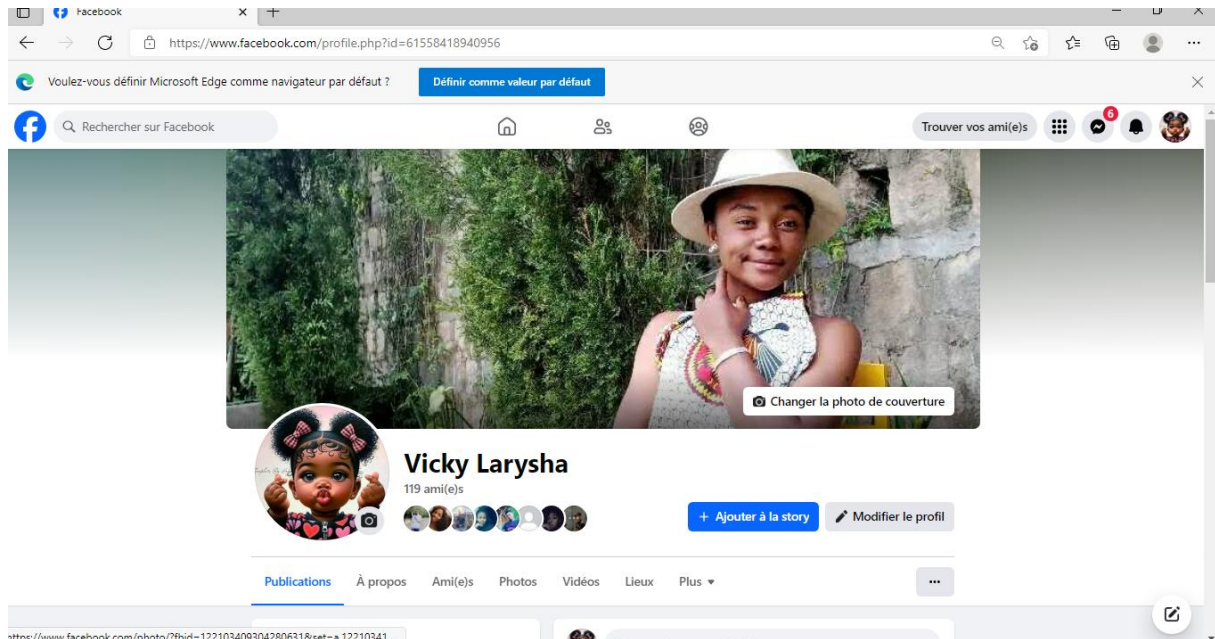 Facebook
https://www.facebook.com/profile.php?id=61558418940956
Voulez-vous définir Microsoft Edge comme navigateur par défaut ?
Définir comme valeur par défaut
Rechercher sur Facebook
Trouver vos ami(e)s
6
Changer la photo de couverture
Vicky Larysha
119 ami(e)s
+ Ajouter à la story
Modifier le profil
Publications À propos Ami(e)s Photos Vidéos Lieux Plus